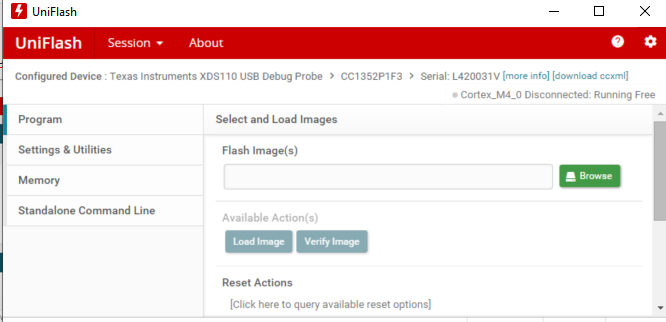 UniFlash
UniFlash Session About
Configured Device : Texas Instruments XDS110 USB Debug Probe > CC1352P1F3 > Serial: L420031V [more info] [download ccxml]
Cortex_M4_0 Disconnected: Running Free
Program
Settings & Utilities
Memory
Standalone Command Line
Select and Load Images
Flash Image(s)
Browse
Available Action(s)
Load Image Verify Image
Reset Actions
[Click here to query available reset options]